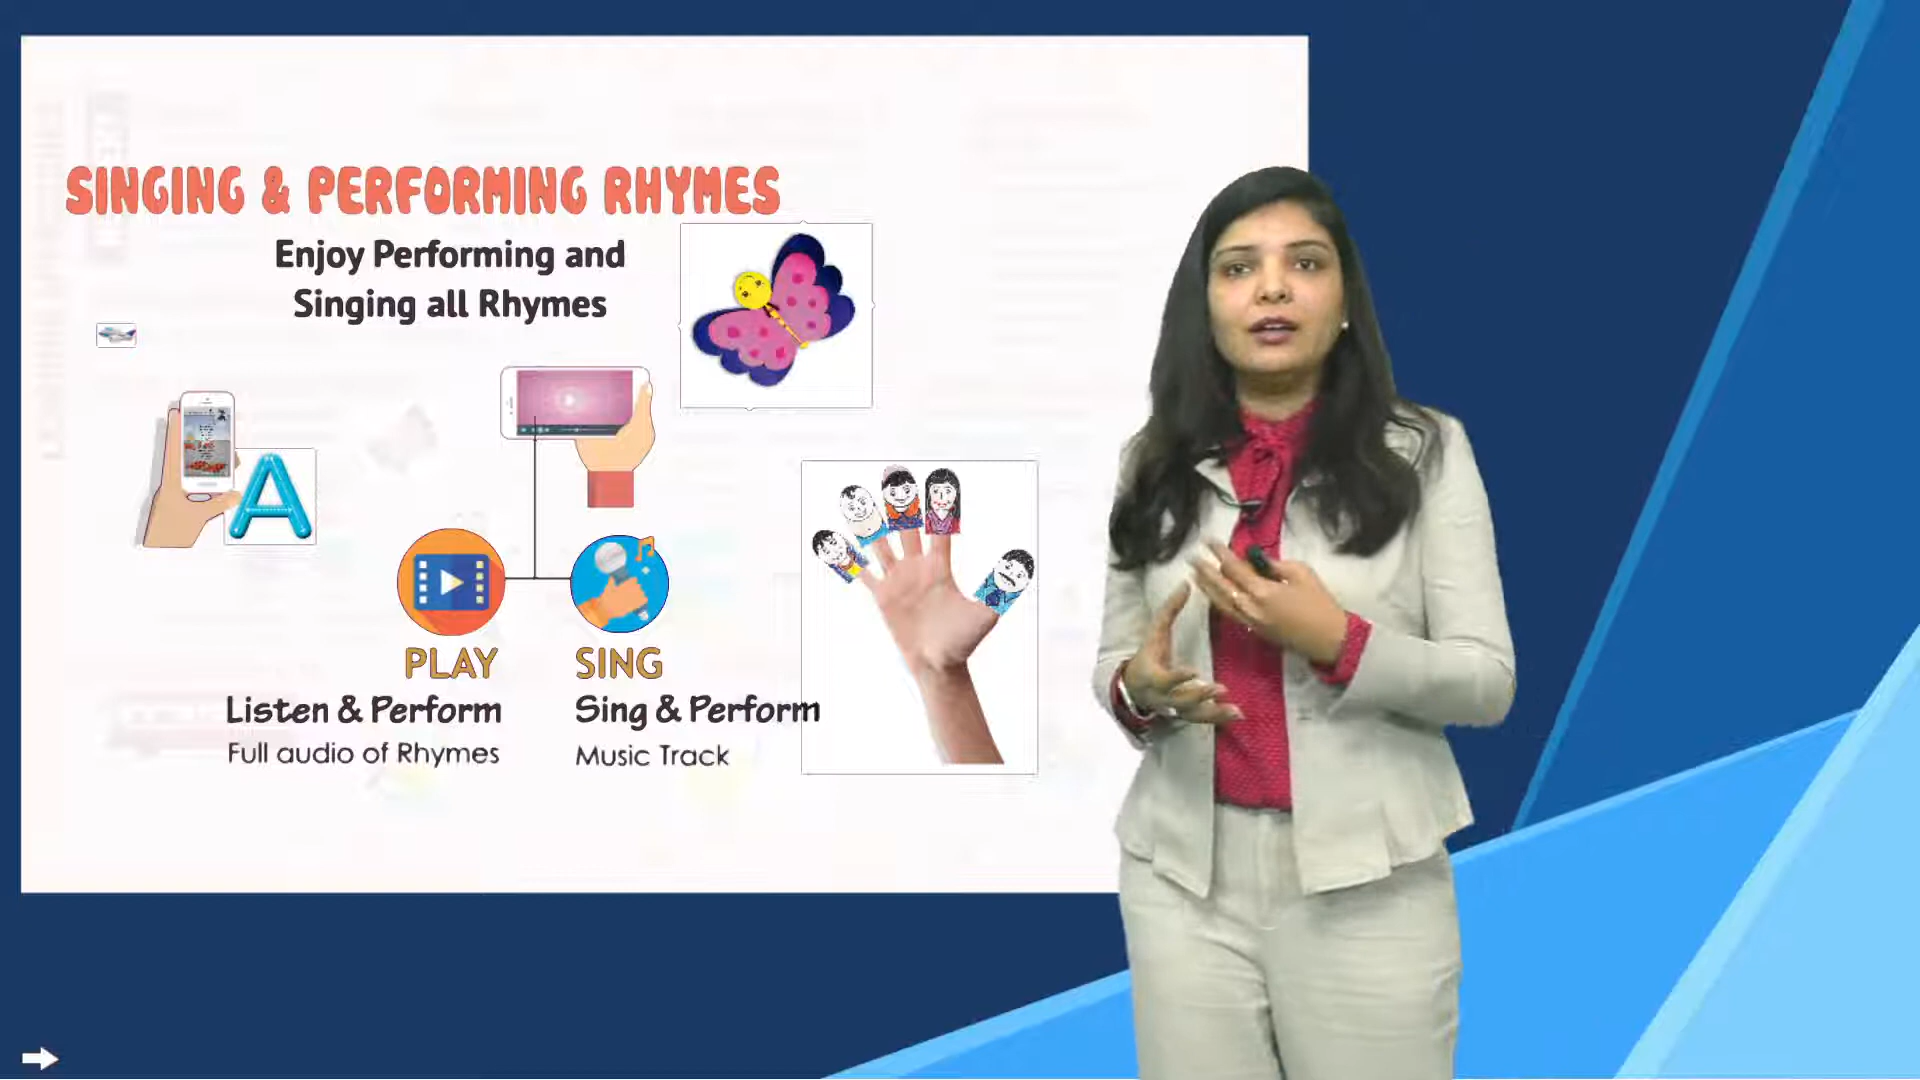 SINGING & PERFORMING RHYMES
Enjoy Performing and
Singing all Rhymes
A
PLAY
SING
Listen & Perform
Sing & Perform
Full audio of Rhymes
Music Track